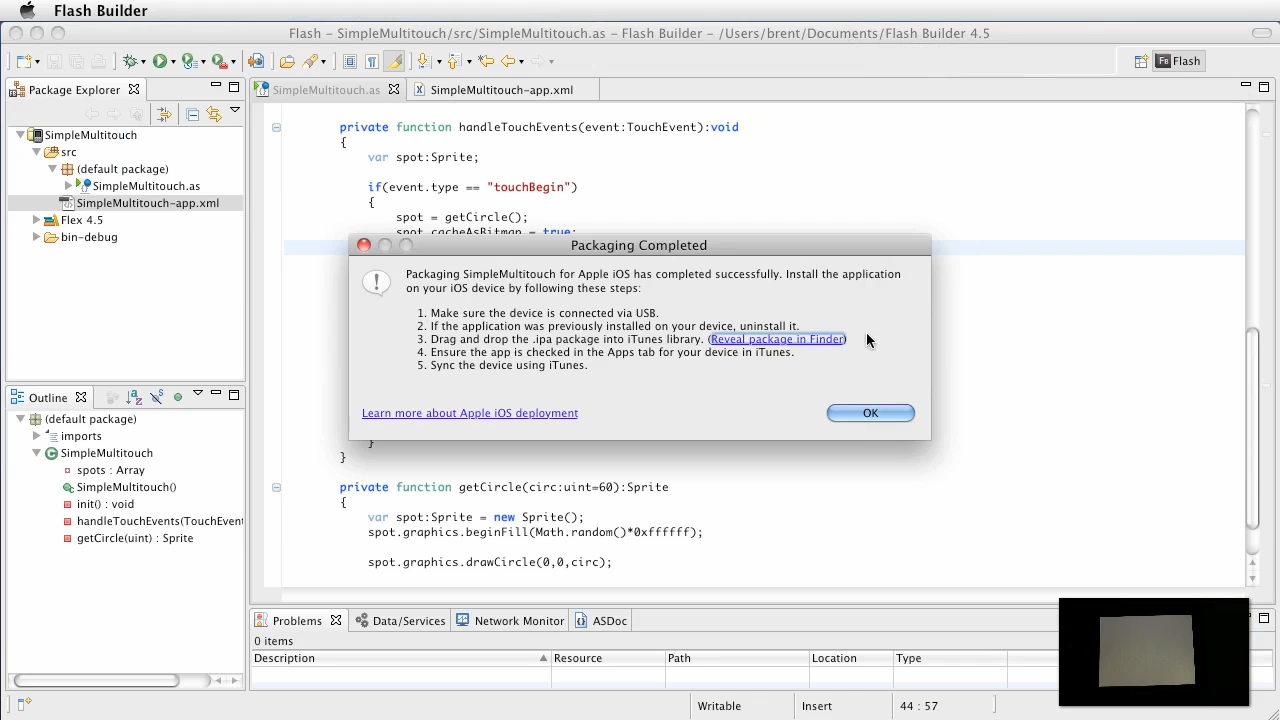 Flash Builder
Flash – SimpleMultitouch/src/SimpleMultitouch.as – Flash Builder – /Users/brent/Documents/Flash Builder 4.5
Fb Flash
Package Explorer
SimpleMultitouch.as
SimpleMultitouch-app.xml
SimpleMultitouch
src
(default package)
SimpleMultitouch.as
SimpleMultitouch-app.xml
Flex 4.5
bin-debug
private function handleTouchEvents(event:TouchEvent):void
{
var spot:Sprite;
if(event.type == "touchBegin")
{
spot = getCircle();
spot.cacheAsBitmap = true;
Packaging Completed
Packaging SimpleMultitouch for Apple iOS has completed successfully. Install the application
on your iOS device by following these steps:
1. Make sure the device is connected via USB.
2. If the application was previously installed on your device, uninstall it.
3. Drag and drop the .ipa package into iTunes library. (Reveal package in Finder)
4. Ensure the app is checked in the Apps tab for your device in iTunes.
5. Sync the device using iTunes.
Learn more about Apple iOS deployment
OK
}
}
private function getCircle(circ:uint=60):Sprite
{
var spot:Sprite = new Sprite();
spot.graphics.beginFill(Math.random()*0xffffff);
spot.graphics.drawCircle(0,0,circ);
Outline
(default package)
imports
SimpleMultitouch
spots : Array
SimpleMultitouch()
init() : void
handleTouchEvents(TouchEven
getCircle(uint) : Sprite
Problems
Data/Services
Network Monitor
ASDoc
0 items
Description
Resource
Path
Location
Type
Writable
Insert
44 : 57